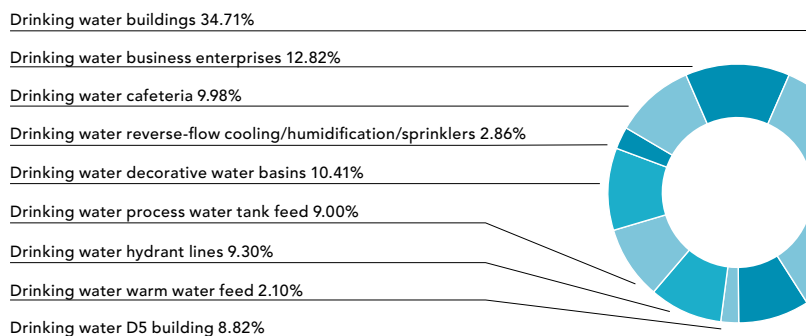 Drinking water buildings 34.71%
Drinking water business enterprises 12.82%
Drinking water cafeteria 9.98%
Drinking water reverse-flow cooling/humidification/sprinklers 2.86%
Drinking water decorative water basins 10.41%
Drinking water process water tank feed 9.00%
Drinking water hydrant lines 9.30%
Drinking water warm water feed 2.10%
Drinking water D5 building 8.82%